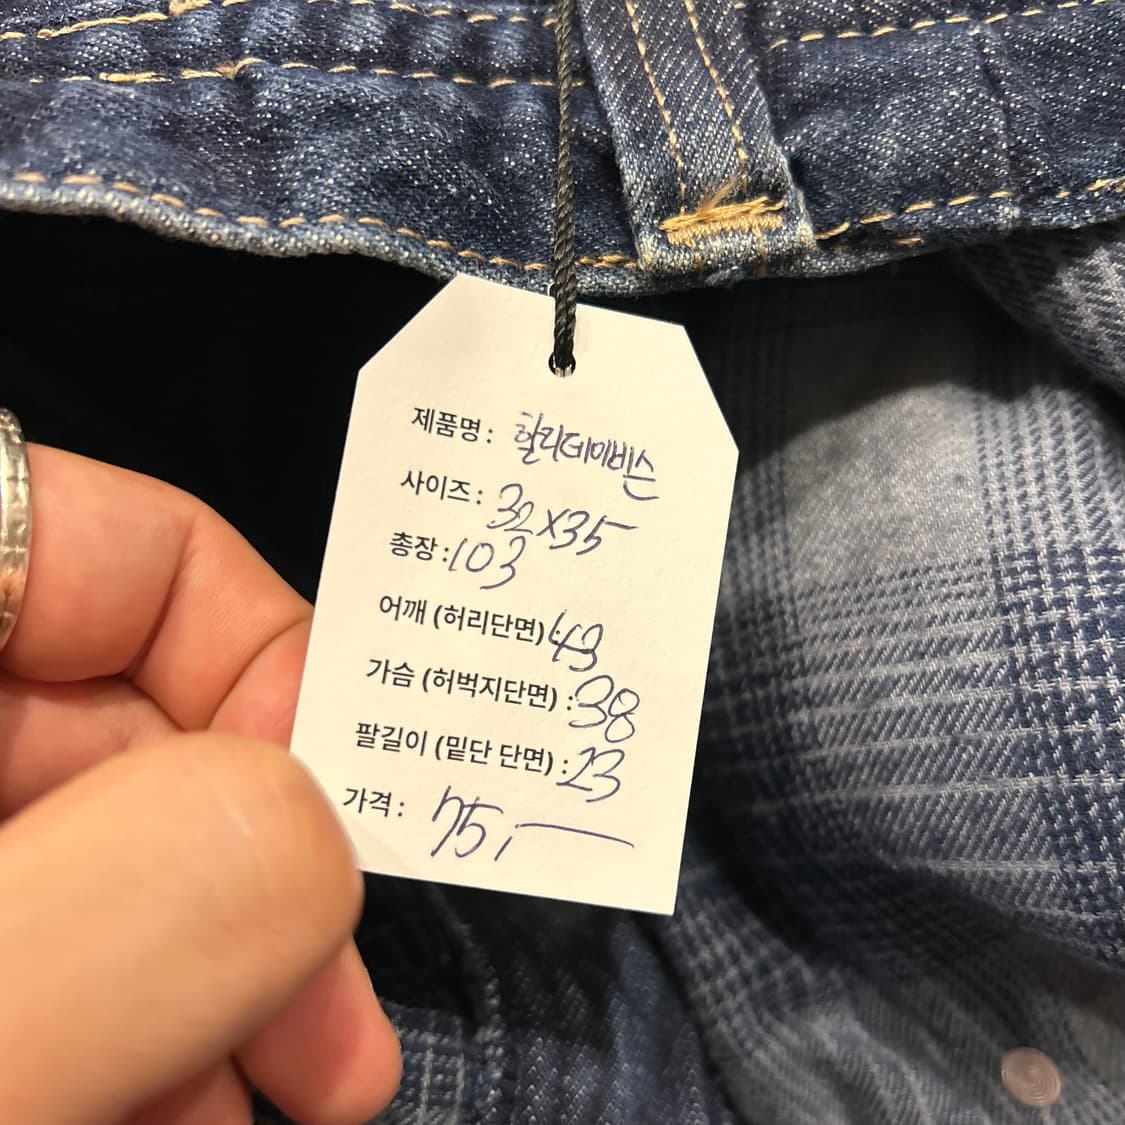 제품명 : 할리데이비슨
사이즈 : 32x35
총장 : 103
어깨 (허리단면) : 43
가슴 (허벅지단면) : 38
팔길이 (밑단 단면) : 23
가격 : 75,—